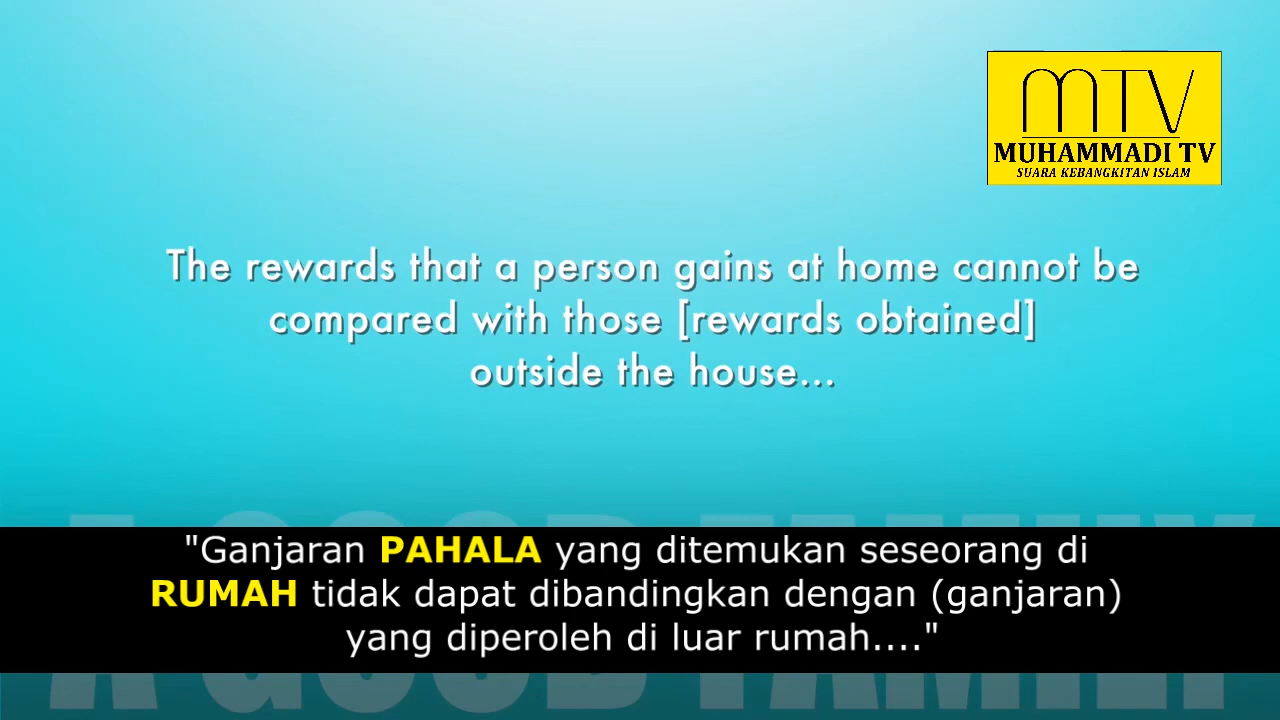 MTV
MUHAMMADI TV
SUARA KEBANGKITAN ISLAM
The rewards that a person gains at home cannot be
compared with those [rewards obtained]
outside the house...
A GOOD FAMILY
"Ganjaran PAHALA yang ditemukan seseorang di
RUMAH tidak dapat dibandingkan dengan (ganjaran)
yang diperoleh di luar rumah...."